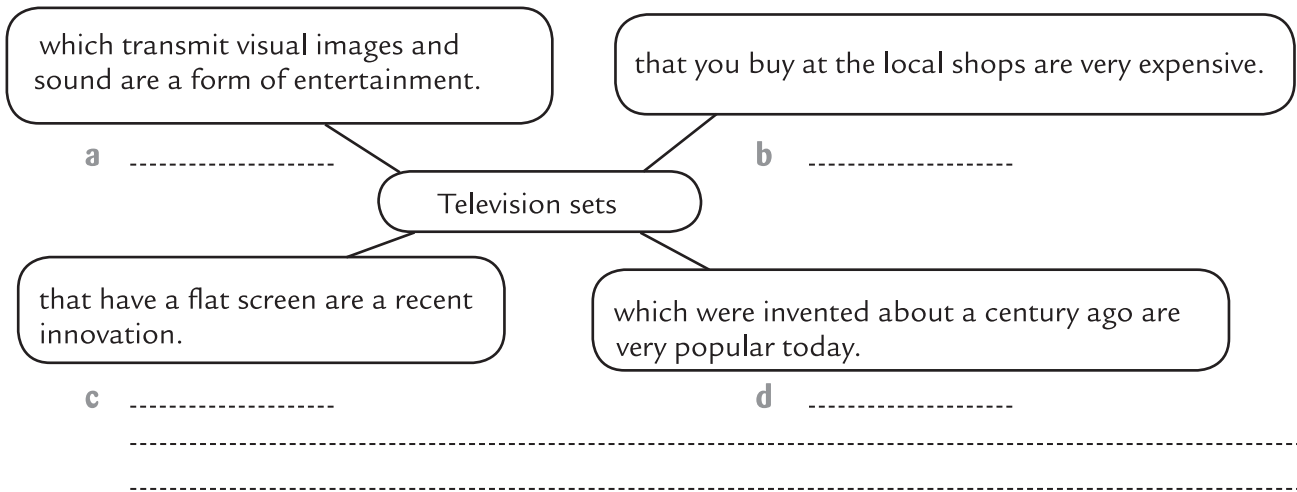 which transmit visual images and
sound are a form of entertainment.
that you buy at the local shops are very expensive.
a
b
Television sets
that have a flat screen are a recent
innovation.
which were invented about a century ago are
very popular today.
c
d